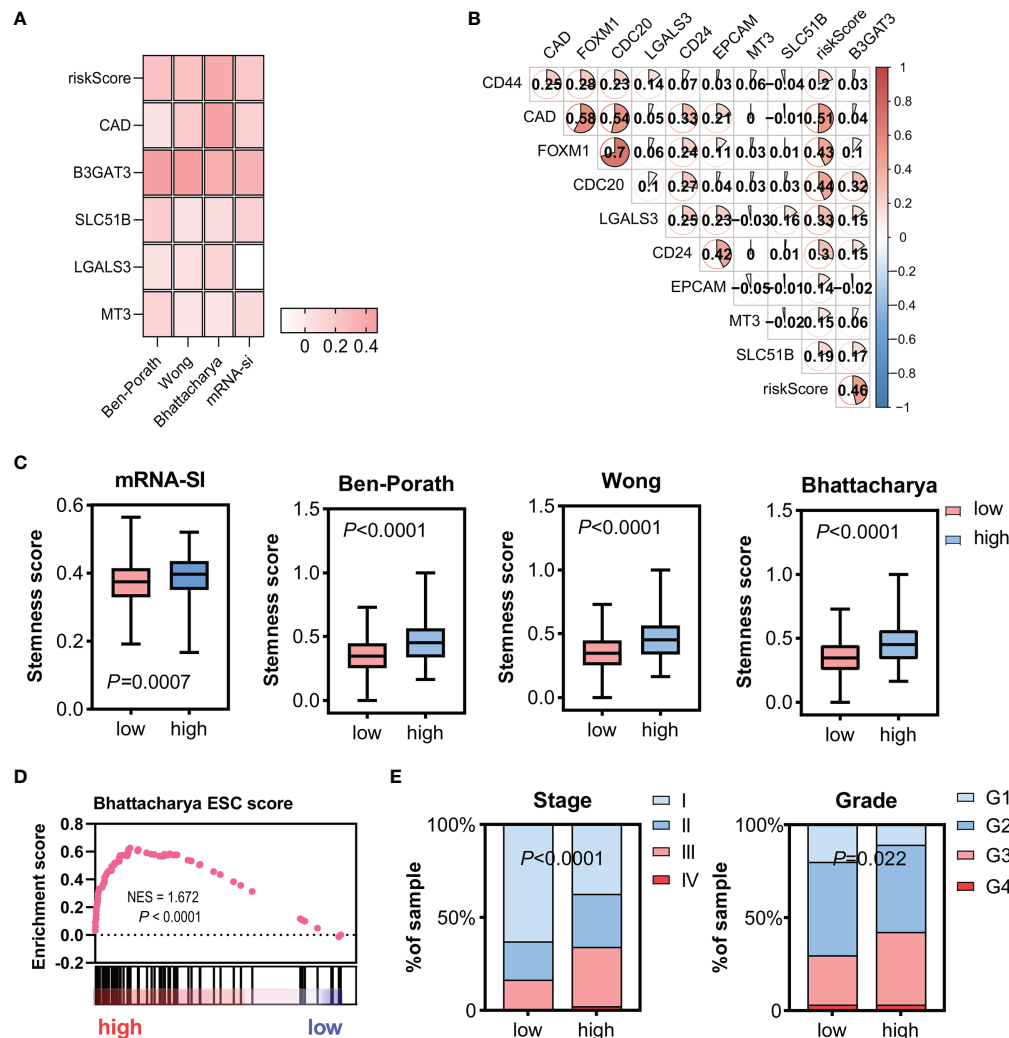 A
riskScore
CAD
B3GAT3
SLC51B
LGALS3
MT3
Ben-Porath
Wong
Bhattacharya
mRNA-si
0 0.2 0.4
B
CAD FOXM1 CDC20 LGALS3 CD24 EPCAM MT3 SLC51B riskScore B3GAT3
CD44 0.25 0.28 0.23 0.14 0.07 0.03 0.06 −0.04 0.2 0.03
CAD 0.58 0.54 0.05 0.33 0.21 0 −0.01 0.51 0.04
FOXM1 0.7 0.06 0.24 0.11 0.03 0.01 0.43 0.1
CDC20 0.1 0.27 0.04 0.03 0.03 0.44 0.32
LGALS3 0.25 0.23 −0.03 0.16 0.33 0.15
CD24 0.42 0 0.01 0.3 0.15
EPCAM −0.05 −0.01 0.14 −0.02
MT3 −0.02 0.15 0.06
SLC51B 0.19 0.17
riskScore 0.46
1
0.8
0.6
0.4
0.2
0
−0.2
−0.4
−0.6
−0.8
−1
C
mRNA-SI
Stemness score
0.6
0.4
0.2
0.0
P=0.0007
low high
Ben-Porath
Stemness score
1.5
1.0
0.5
0.0
P<0.0001
low high
Wong
Stemness score
1.5
1.0
0.5
0.0
P<0.0001
low high
Bhattacharya
Stemness score
1.5
1.0
0.5
0.0
P<0.0001
low high
low
high
D
Bhattacharya ESC score
Enrichment score
0.8
0.6
0.4
0.2
0.0
-0.2
NES = 1.672
P < 0.0001
high low
E
Stage
%of sample
100%
50%
0
P<0.0001
low high
I
II
III
IV
Grade
%of sample
100%
50%
0
P=0.022
low high
G1
G2
G3
G4